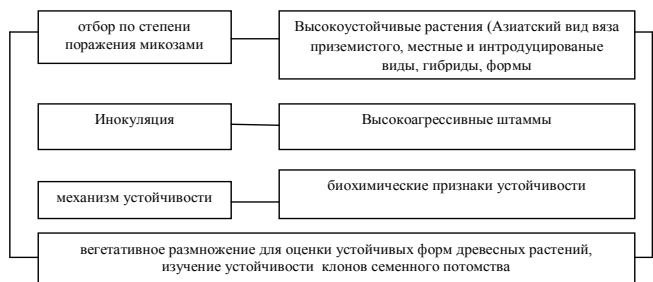 отбор по степени
поражения микозами
Высокоустойчивые растения (Азиатский вид вяза
приземистого, местные и интродуцированые
виды, гибриды, формы
Инокуляция
Высокоагрессивные штаммы
механизм устойчивости
биохимические признаки устойчивости
вегетативное размножение для оценки устойчивых форм древесных растений,
изучение устойчивости клонов семенного потомства